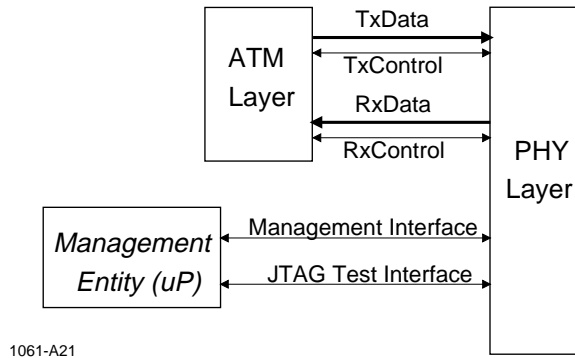 TxData
ATM
Layer
TxControl
RxData
RxControl
PHY
Layer
Management
Entity (uP)
Management Interface
JTAG Test Interface
1061-A21